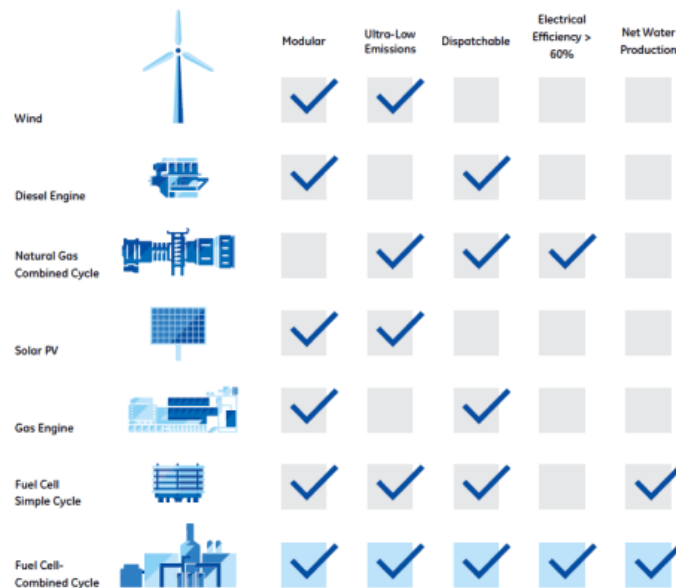 Modular
Ultra-Low
Emissions
Dispatchable
Electrical
Efficiency >
60%
Net Water
Production
Wind
Diesel Engine
Natural Gas
Combined Cycle
Solar PV
Gas Engine
Fuel Cell
Simple Cycle
Fuel Cell-
Combined Cycle